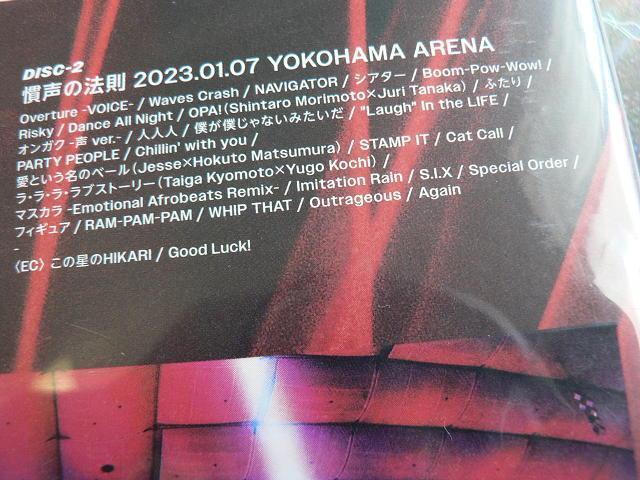 DISC-2
慣声の法則 2023.01.07 YOKOHAMA ARENA
Overture -VOICE- / Waves Crash / NAVIGATOR / シアター / Boom-Pow-Wow! /
Risky / Dance All Night / OPA! (Shintaro Morimoto×Juri Tanaka) / ふたり /
オンガク -声 ver.- / 人人人 / 僕が僕じゃないみたいだ / "Laugh" In the LIFE /
PARTY PEOPLE / Chillin' with you /
愛という名のベール (Jesse×Hokuto Matsumura) / STAMP IT / Cat Call /
ラ・ラ・ラ・ラブストーリー (Taiga Kyomoto×Yugo Kochi) /
マスカラ -Emotional Afrobeats Remix- / Imitation Rain / S.I.X / Special Order /
フィギュア / RAM-PAM-PAM / WHIP THAT / Outrageous / Again
-
〈EC〉 この星のHIKARI / Good Luck!